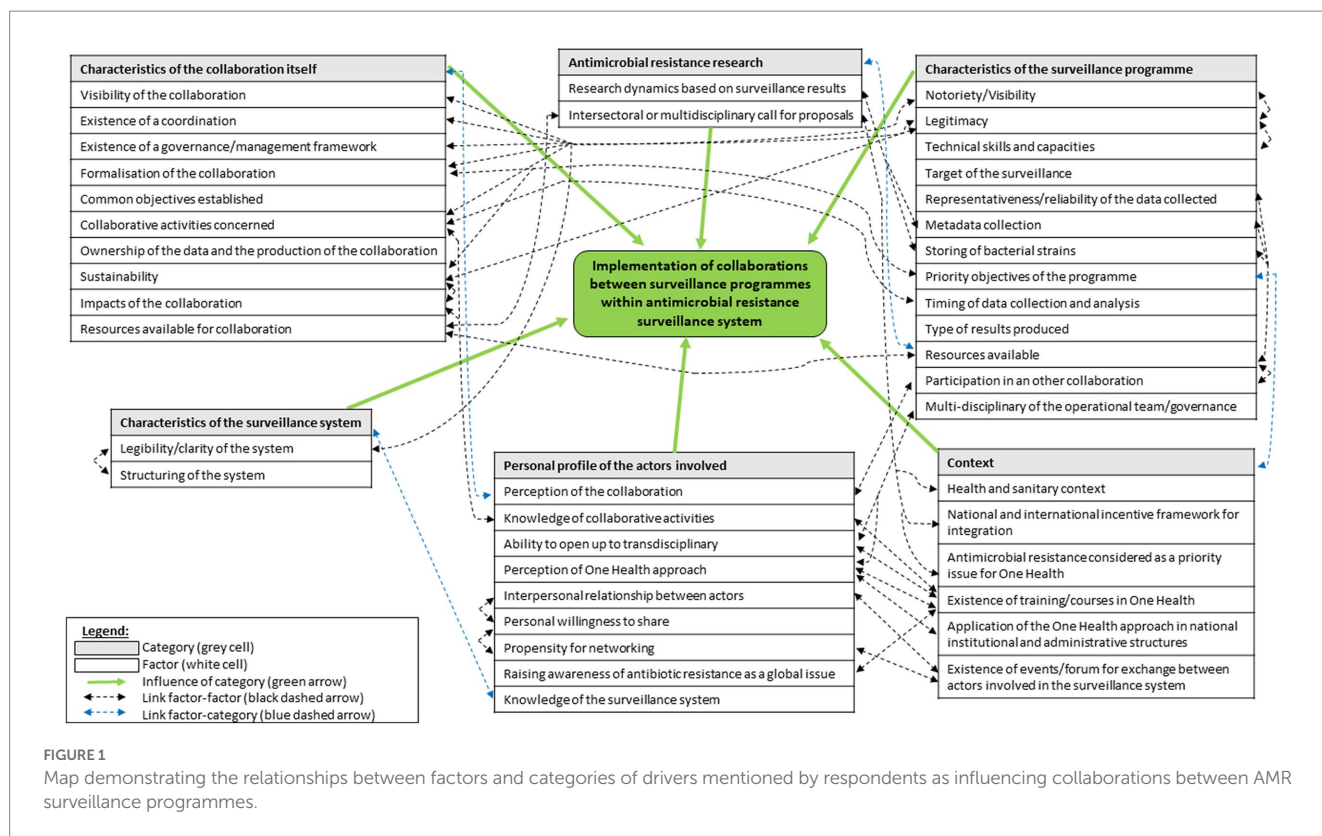 Characteristics of the collaboration itself
Visibility of the collaboration
Existence of a coordination
Existence of a governance/management framework
Formalisation of the collaboration
Common objectives established
Collaborative activities concerned
Ownership of the data and the production of the collaboration
Sustainability
Impacts of the collaboration
Resources available for collaboration
Antimicrobial resistance research
Research dynamics based on surveillance results
Intersectoral or multidisciplinary call for proposals
Characteristics of the surveillance programme
Notoriety/Visibility
Legitimacy
Technical skills and capacities
Target of the surveillance
Representativeness/reliability of the data collected
Metadata collection
Storing of bacterial strains
Priority objectives of the programme
Timing of data collection and analysis
Type of results produced
Resources available
Participation in an other collaboration
Multi-disciplinary of the operational team/governance
Implementation of collaborations
between surveillance programmes
within antimicrobial resistance
surveillance system
Characteristics of the surveillance system
Legibility/clarity of the system
Structuring of the system
Personal profile of the actors involved
Perception of the collaboration
Knowledge of collaborative activities
Ability to open up to transdisciplinary
Perception of One Health approach
Interpersonal relationship between actors
Personal willingness to share
Propensity for networking
Raising awareness of antibiotic resistance as a global issue
Knowledge of the surveillance system
Context
Health and sanitary context
National and international incentive framework for
integration
Antimicrobial resistance considered as a priority
issue for One Health
Existence of training/courses in One Health
Application of the One Health approach in national
institutional and administrative structures
Existence of events/forum for exchange between
actors involved in the surveillance system
Legend:
Category (grey cell)
Factor (white cell)
Influence of category (green arrow)
Link factor-factor (black dashed arrow)
Link factor-category (blue dashed arrow)
FIGURE 1
Map demonstrating the relationships between factors and categories of drivers mentioned by respondents as influencing collaborations between AMR
surveillance programmes.